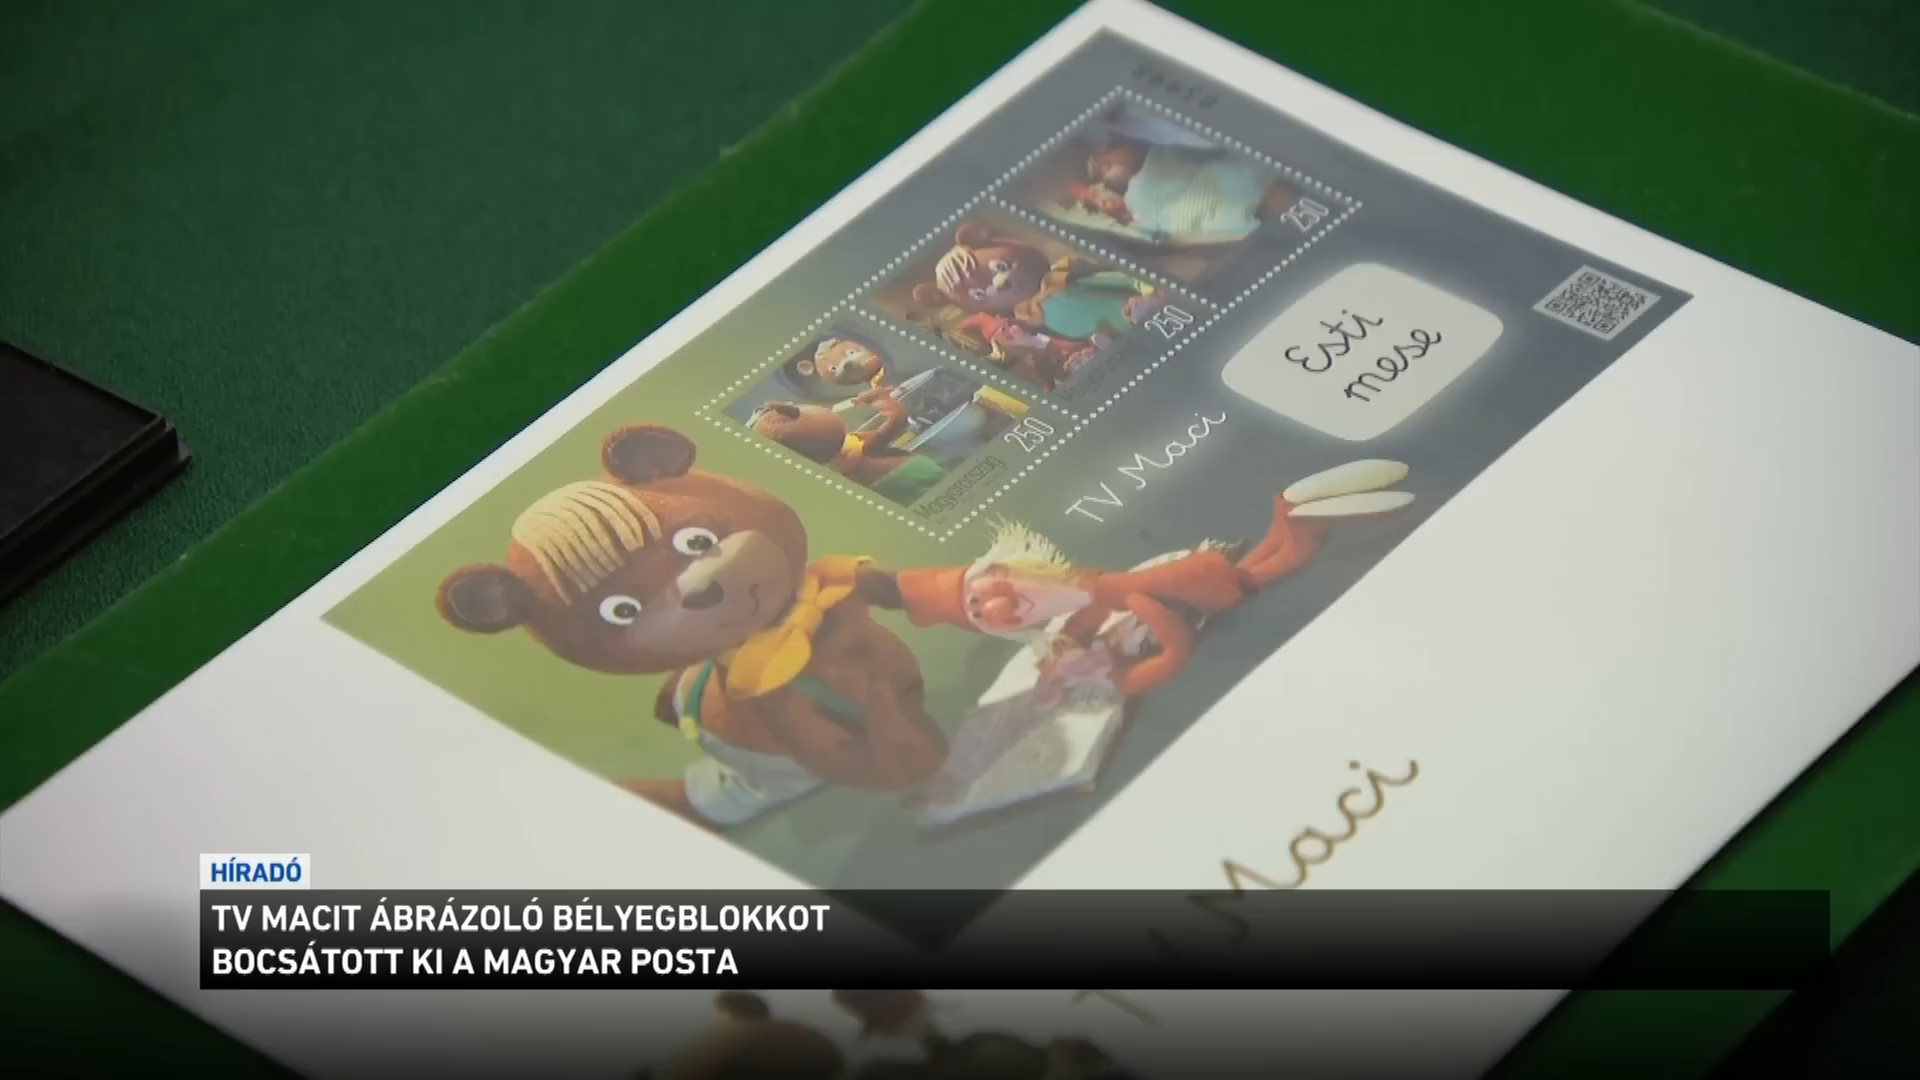 250
250
250
Magyarország
Esti
mese
TV Maci
Maci
HÍRADÓ
TV MACIT ÁBRÁZOLÓ BÉLYEGBLOKKOT
BOCSÁTOTT KI A MAGYAR POSTA